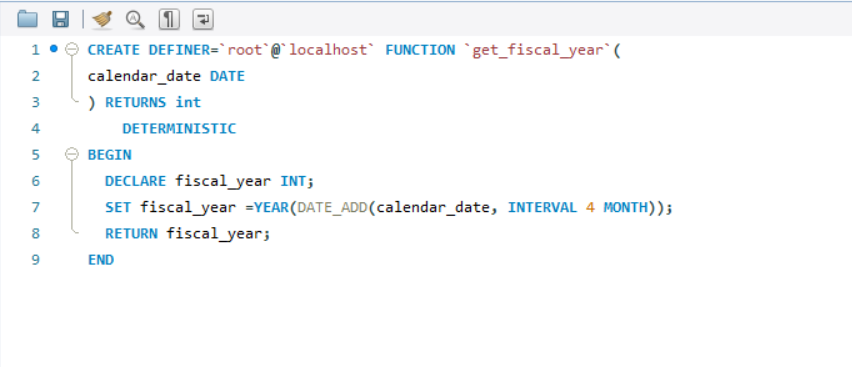 1 CREATE DEFINER=`root`@`localhost` FUNCTION `get_fiscal_year`(
2 calendar_date DATE
3 ) RETURNS int
4 DETERMINISTIC
5 BEGIN
6 DECLARE fiscal_year INT;
7 SET fiscal_year =YEAR(DATE_ADD(calendar_date, INTERVAL 4 MONTH));
8 RETURN fiscal_year;
9 END